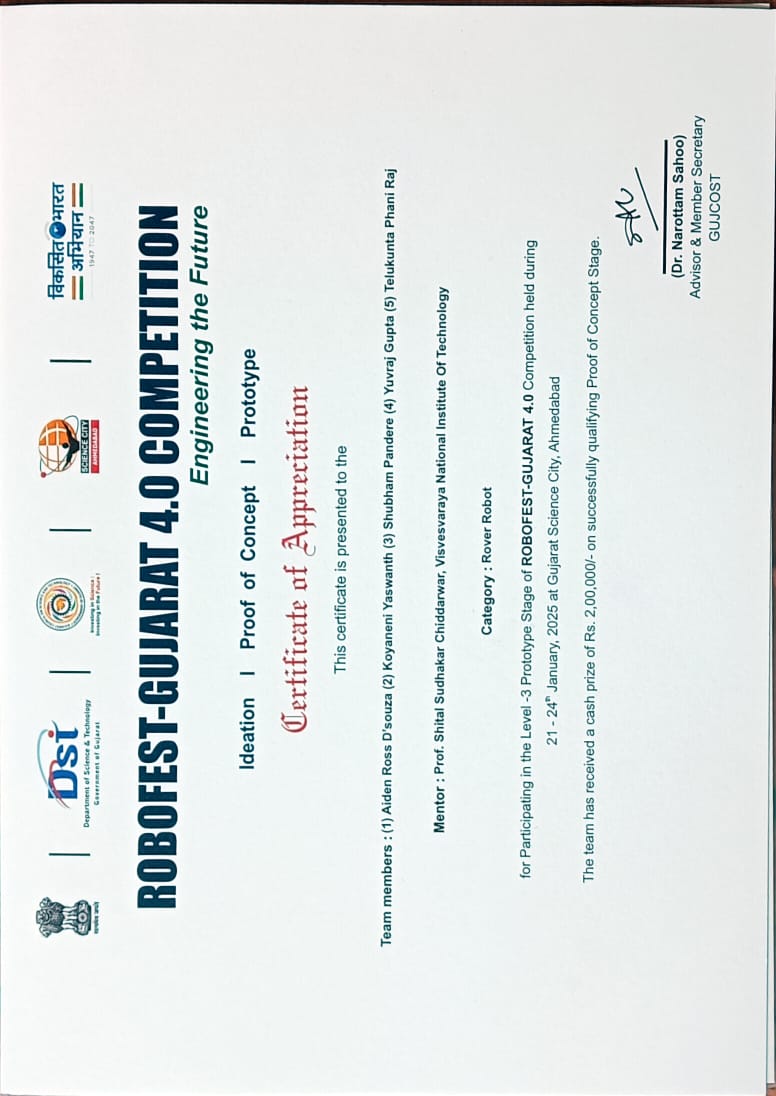 सत्यमेव जयते
Dst
Department of Science & Technology
Government of Gujarat
Investing in Science :
Investing in the Future !
SCIENCE CITY
AHMEDABAD
विकसित भारत
अभियान
1947 TO 2047
ROBOFEST-GUJARAT 4.0 COMPETITION
Engineering the Future
Ideation I Proof of Concept I Prototype
Certificate of Appreciation
This certificate is presented to the
Team members : (1) Aiden Ross D'souza (2) Koyaneni Yaswanth (3) Shubham Pandere (4) Yuvraj Gupta (5) Telukunta Phani Raj
Mentor : Prof. Shital Sudhakar Chiddarwar, Visvesvaraya National Institute Of Technology
Category : Rover Robot
for Participating in the Level -3 Prototype Stage of ROBOFEST-GUJARAT 4.0 Competition held during
21 - 24th January, 2025 at Gujarat Science City, Ahmedabad
The team has received a cash prize of Rs. 2,00,000/- on successfully qualifying Proof of Concept Stage.
(Dr. Narottam Sahoo)
Advisor & Member Secretary
GUJCOST